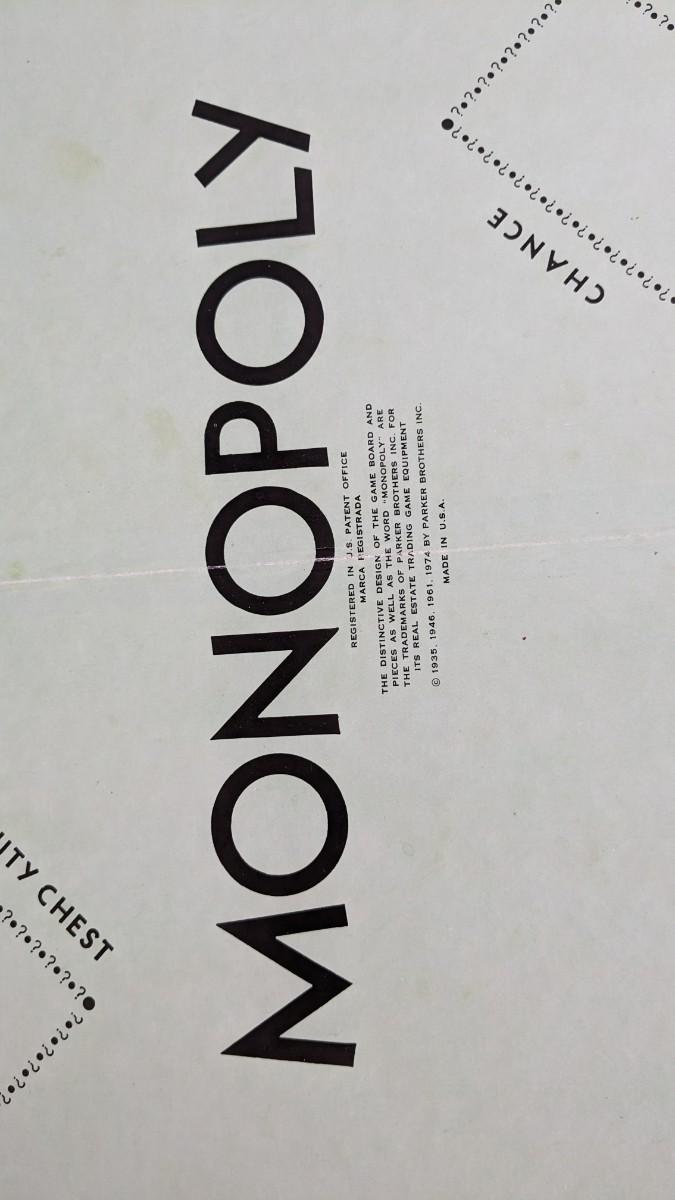 MONOPOLY
REGISTERED IN U.S. PATENT OFFICE
MARCA REGISTRADA
THE DISTINCTIVE DESIGN OF THE GAME BOARD AND
PIECES AS WELL AS THE WORD "MONOPOLY" ARE
THE TRADEMARKS OF PARKER BROTHERS INC. FOR
ITS REAL ESTATE TRADING GAME EQUIPMENT
© 1935, 1946, 1961, 1974 BY PARKER BROTHERS INC.
MADE IN U.S.A.
CHANCE
ITY CHEST